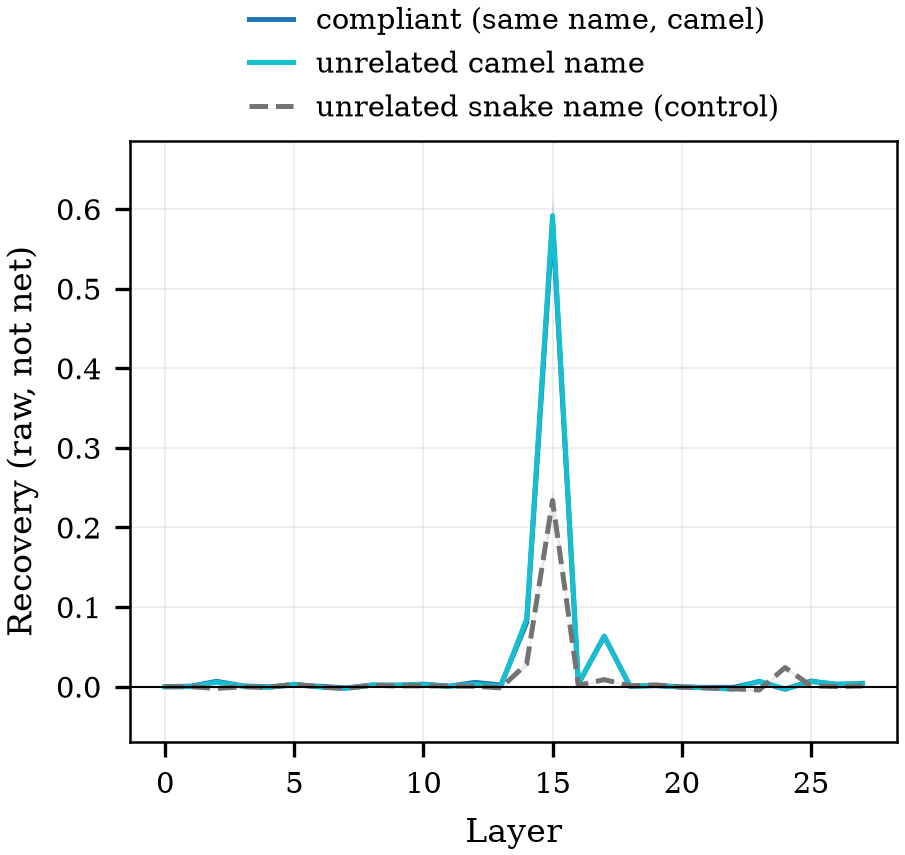 compliant (same name, camel)
unrelated camel name
unrelated snake name (control)
Recovery (raw, not net)
0.6
0.5
0.4
0.3
0.2
0.1
0.0
0 5 10 15 20 25
Layer